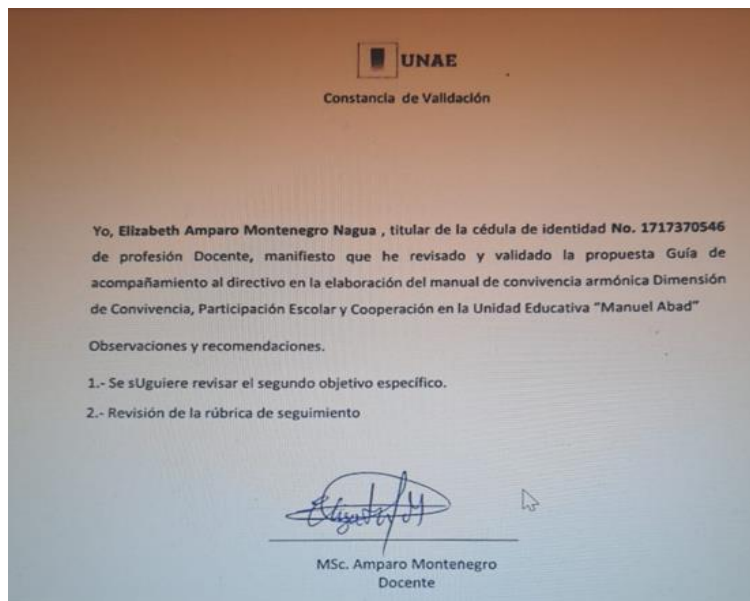 UNAE
Constancia de Validación
Yo, Elizabeth Amparo Montenegro Nagua , titular de la cédula de identidad No. 1717370546
de profesión Docente, manifiesto que he revisado y validado la propuesta Guía de
acompañamiento al directivo en la elaboración del manual de convivencia armónica Dimensión
de Convivencia, Participación Escolar y Cooperación en la Unidad Educativa "Manuel Abad"
Observaciones y recomendaciones.
1.- Se sUguiere revisar el segundo objetivo específico.
2.- Revisión de la rúbrica de seguimiento
MSc. Amparo Montenegro
Docente